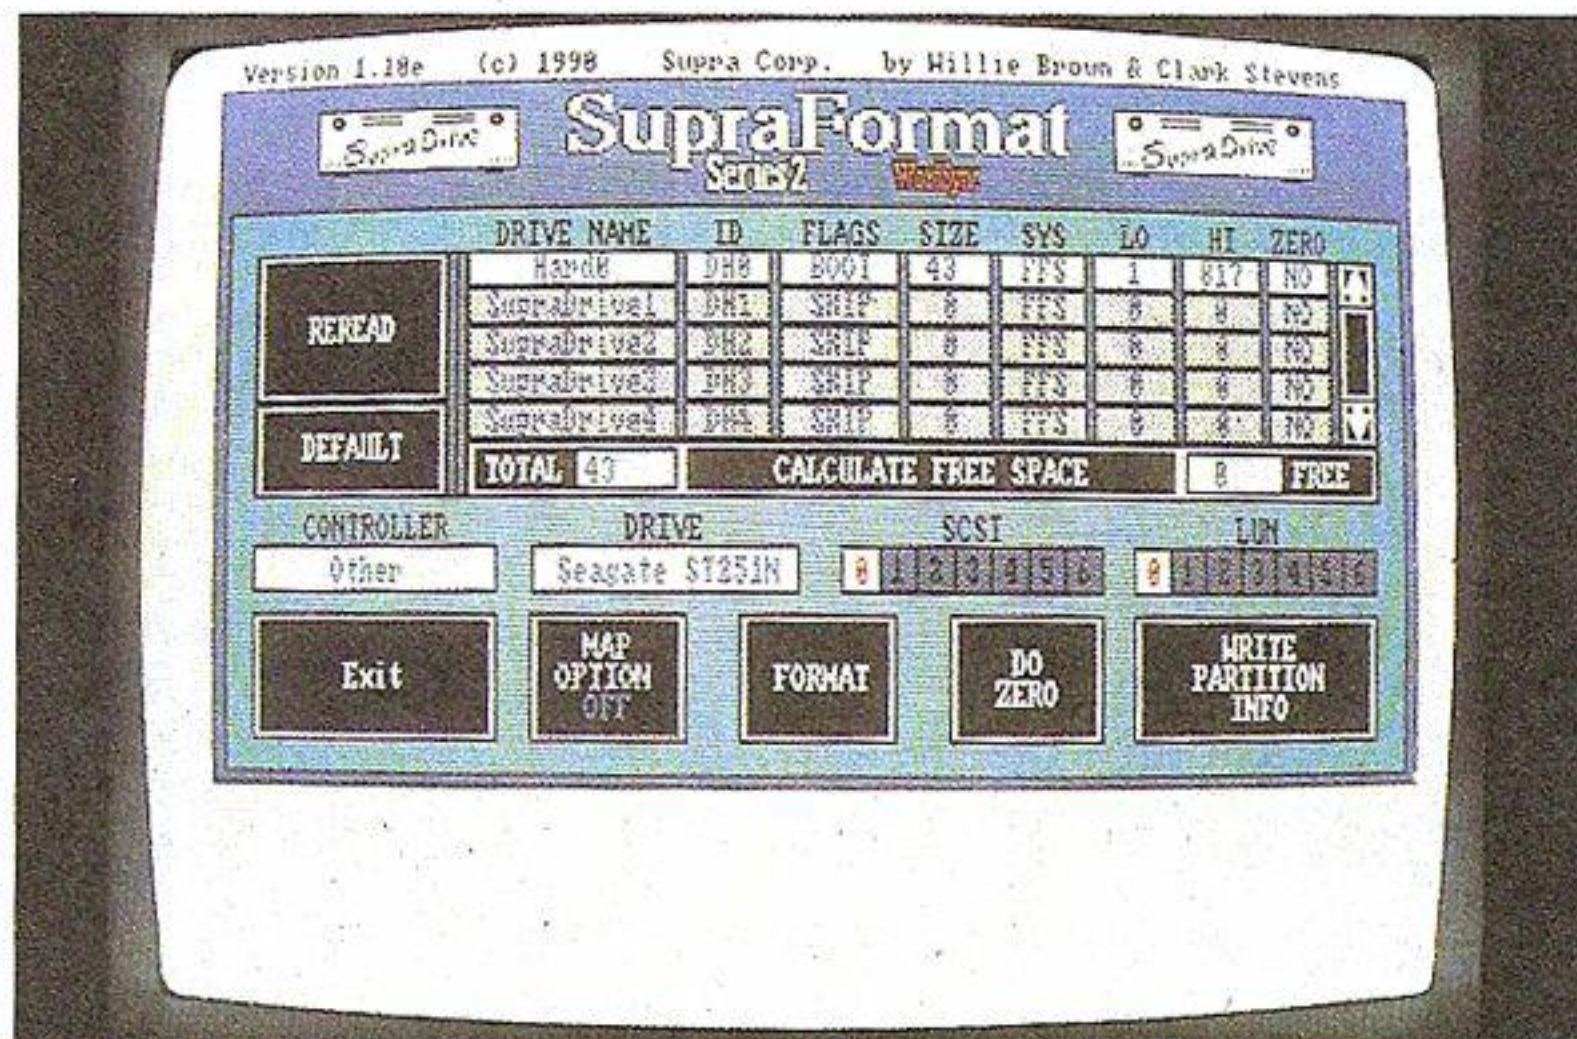 Version 1.10e (c) 1990 Supra Corp. by Willie Brown & Clark Stevens
SupraDrive SupraFormat SupraDrive
Series2 WordSync
DRIVE NAME ID FLAGS SIZE SYS LO HI ZERO
Hard0 DH0 BOOT 43 FFS 1 817 NO
SupraDrive1 DH1 SKIP 0 FFS 0 0 NO
SupraDrive2 DH2 SKIP 0 FFS 0 0 NO
SupraDrive3 DH3 SKIP 0 FFS 0 0 NO
SupraDrive4 DH4 SKIP 0 FFS 0 0 NO
REREAD
DEFAULT
TOTAL 43 CALCULATE FREE SPACE 0 FREE
CONTROLLER DRIVE SCSI LUN
Other Seagate ST251N 0 1 2 3 4 5 6 0 1 2 3 4 5 6
Exit
MAP
OPTION
OFF
FORMAT
DO
ZERO
WRITE
PARTITION
INFO